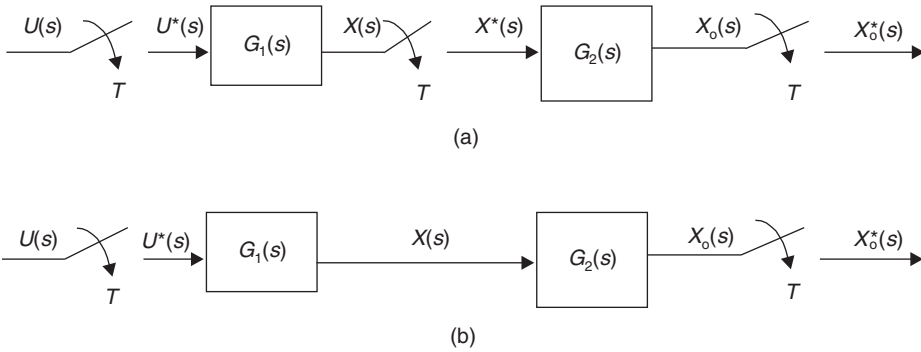 U(s) U*(s) G₁(s) X(s) X*(s) G₂(s) Xₒ(s) Xₒ*(s)
T T T
(a)
U(s) U*(s) G₁(s) X(s) G₂(s) Xₒ(s) Xₒ*(s)
T T
(b)